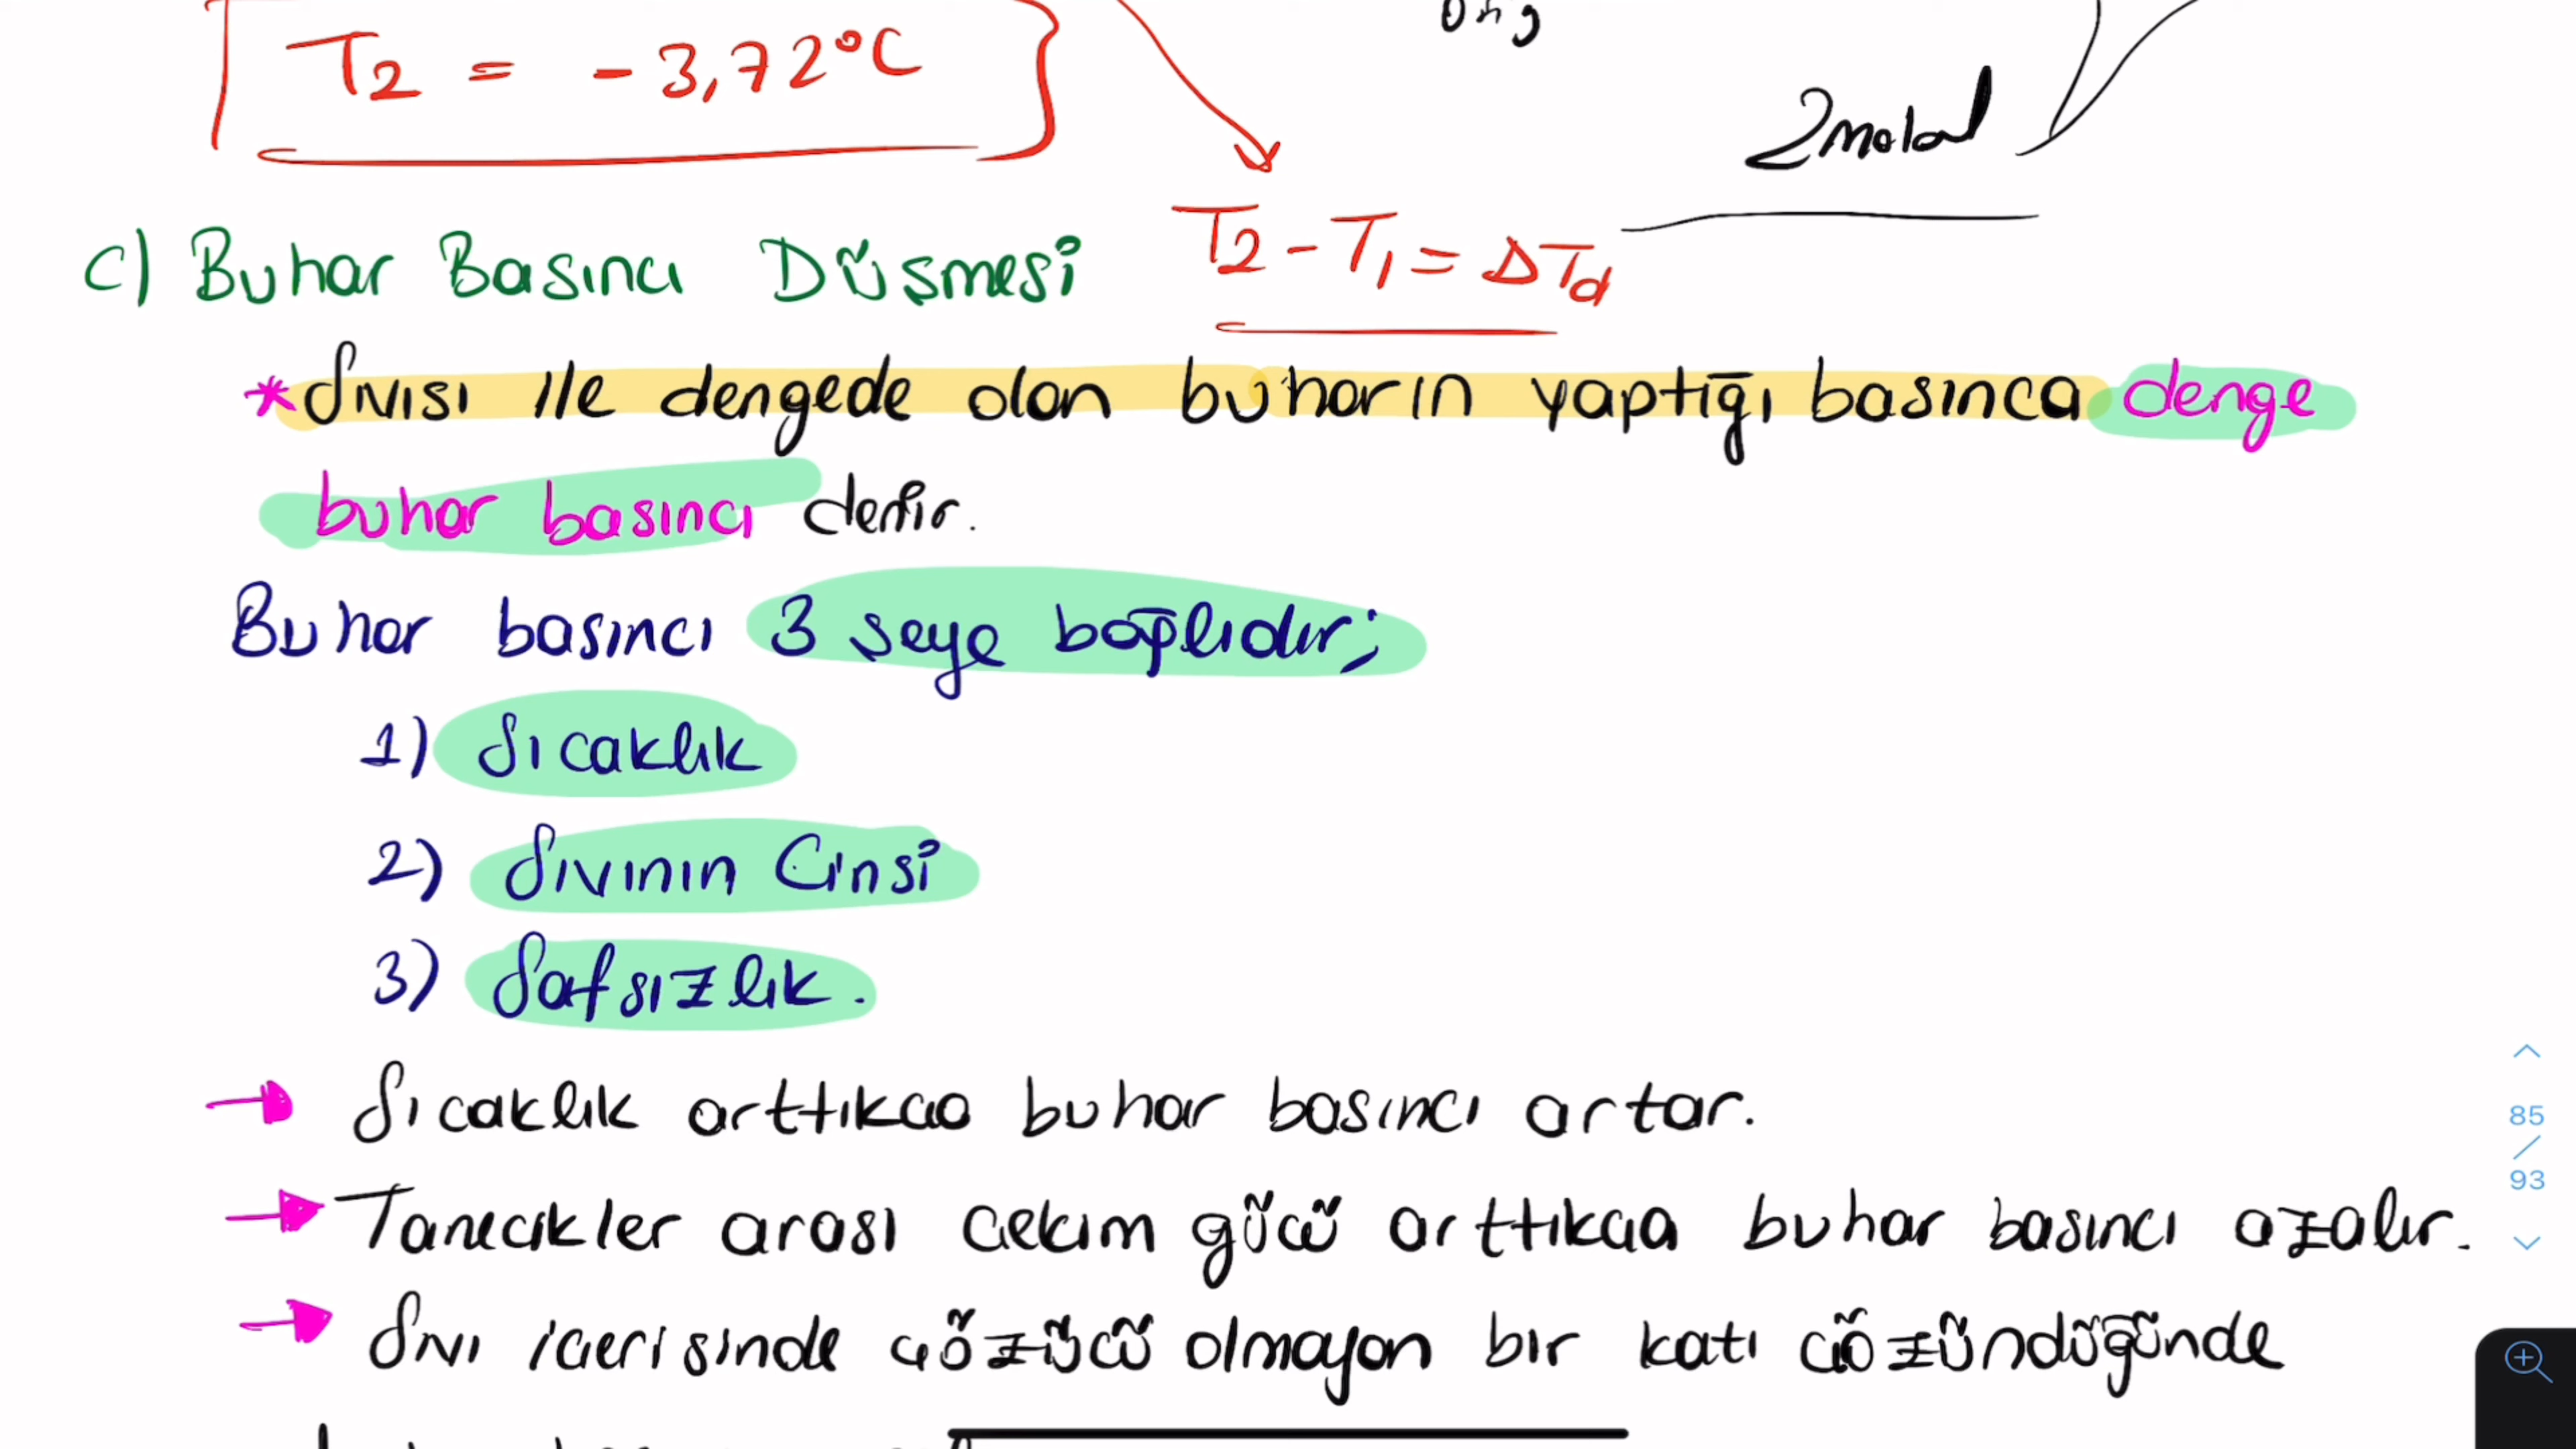 T2 = -3,72°C
2molal
T2 - T1 = ΔTd
C) Buhar Basıncı Düşmesi
*Sıvısı ile dengede olan buharın yaptığı basınca denge
buhar basıncı denir.
Buhar basıncı 3 şeye bağlıdır;
1) Sıcaklık
2) Sıvının Cinsi
3) Safsızlık.
→ Sıcaklık arttıkça buhar basıncı artar.
→ Tanecikler arası çekim gücü arttıkça buhar basıncı azalır.
→ Sıvı içerisinde çözücü olmayan bir katı çözündüğünde
85
/
93